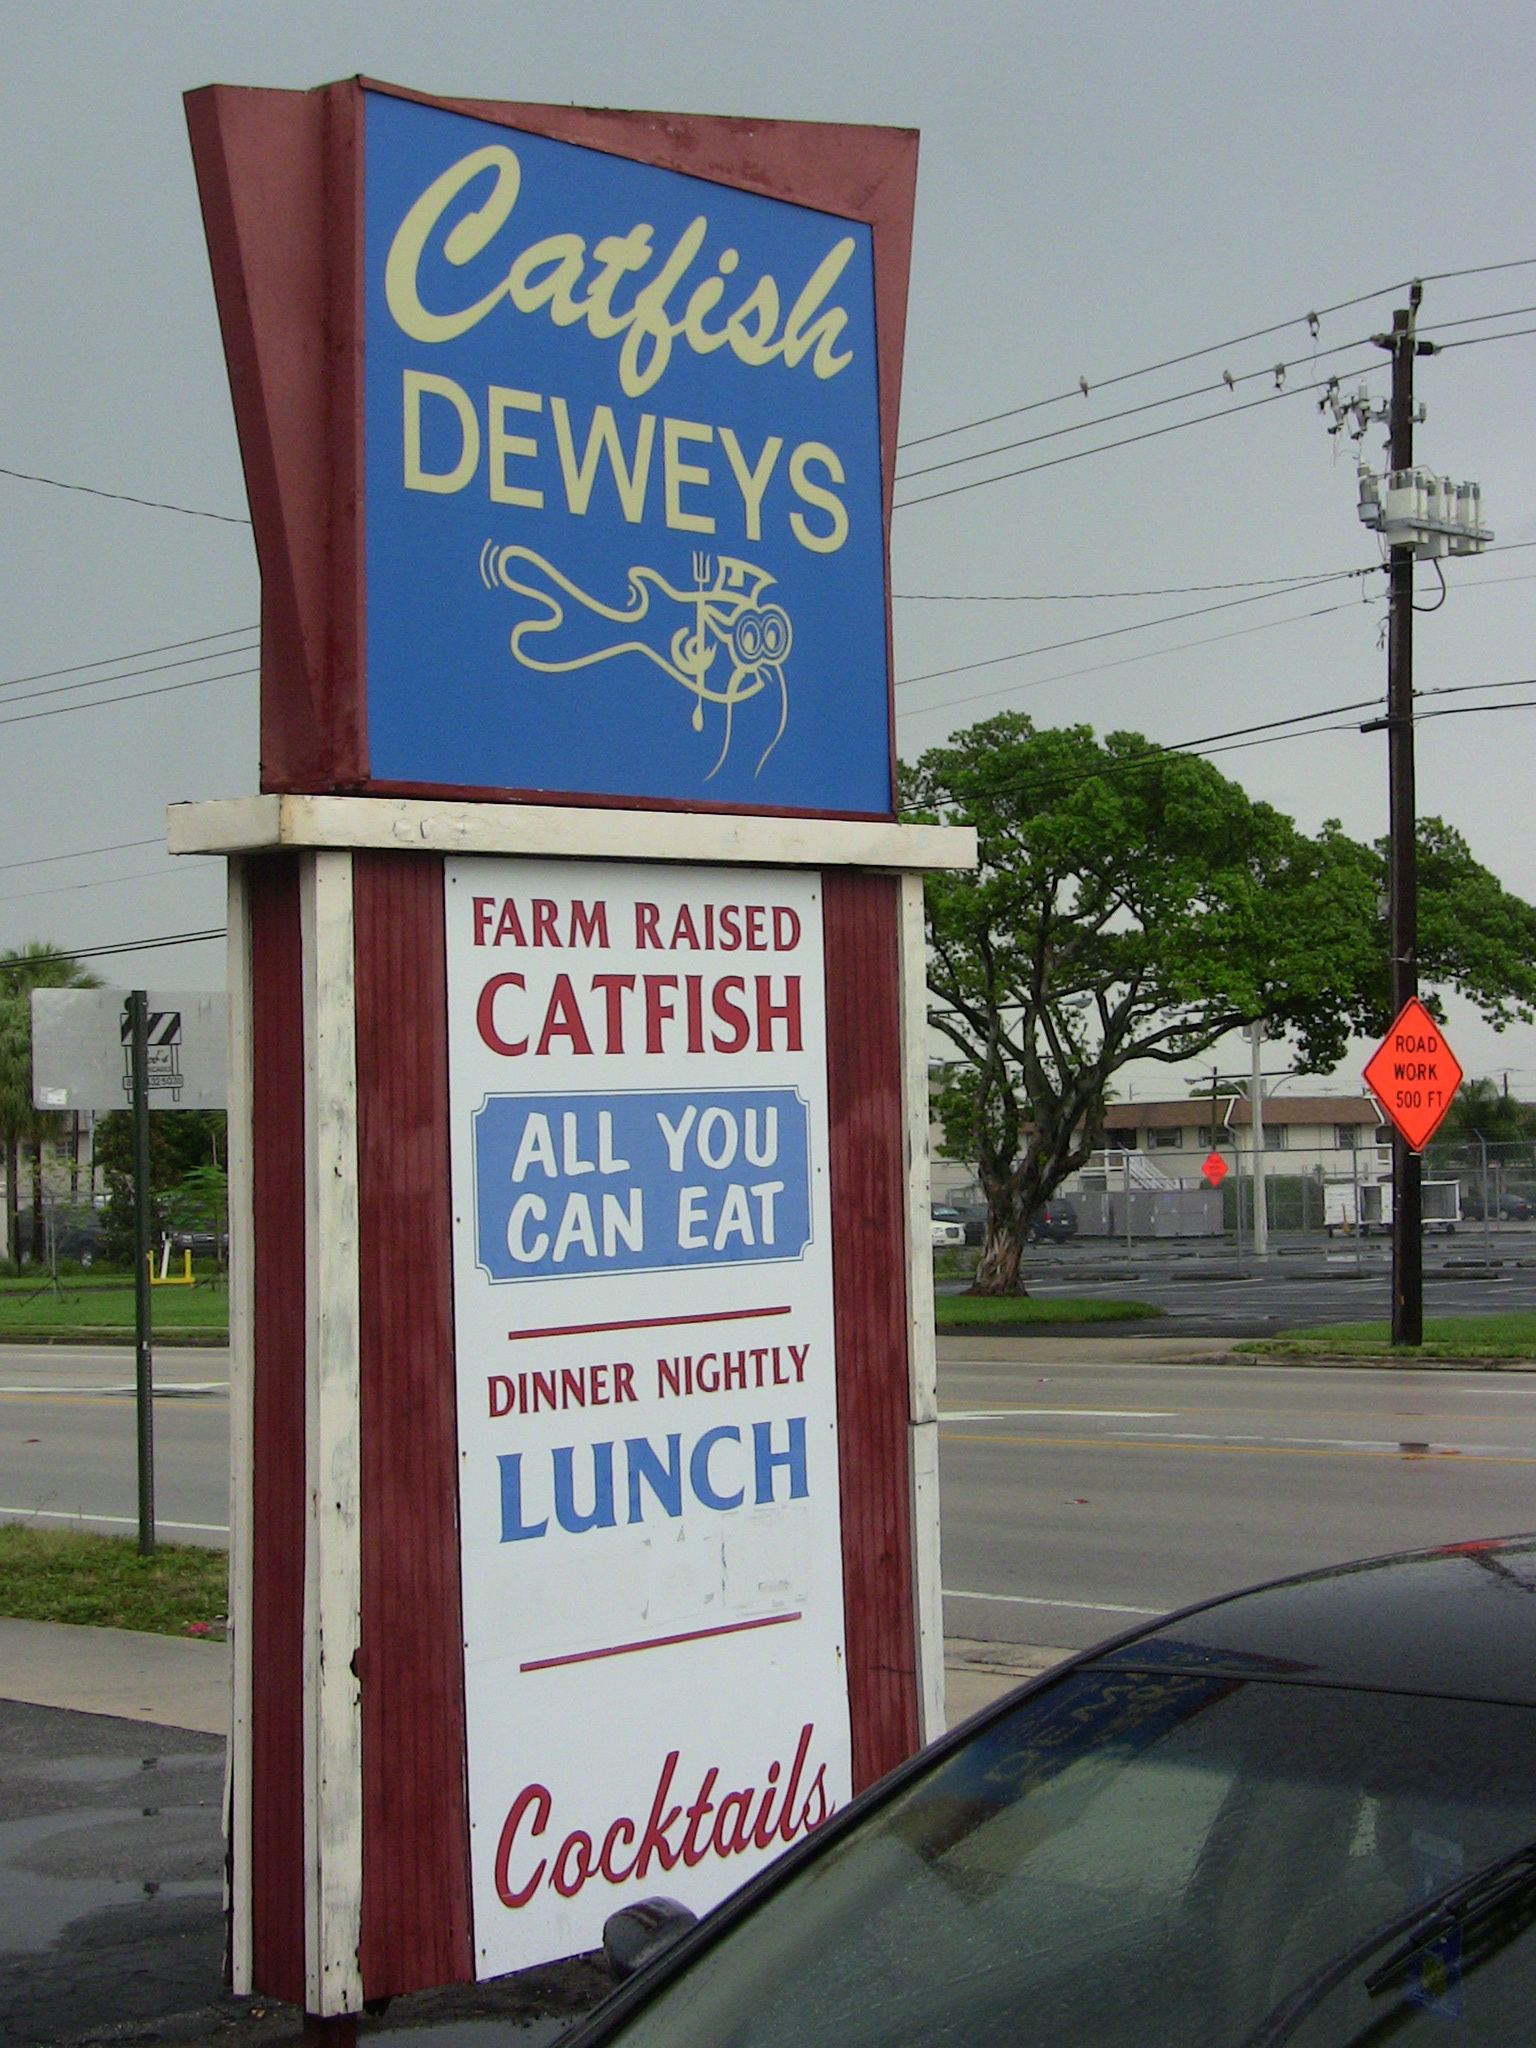 Catfish
DEWEYS
FARM RAISED
CATFISH
ALL YOU
CAN EAT
DINNER NIGHTLY
LUNCH
Cocktails
ROAD
WORK
500 FT